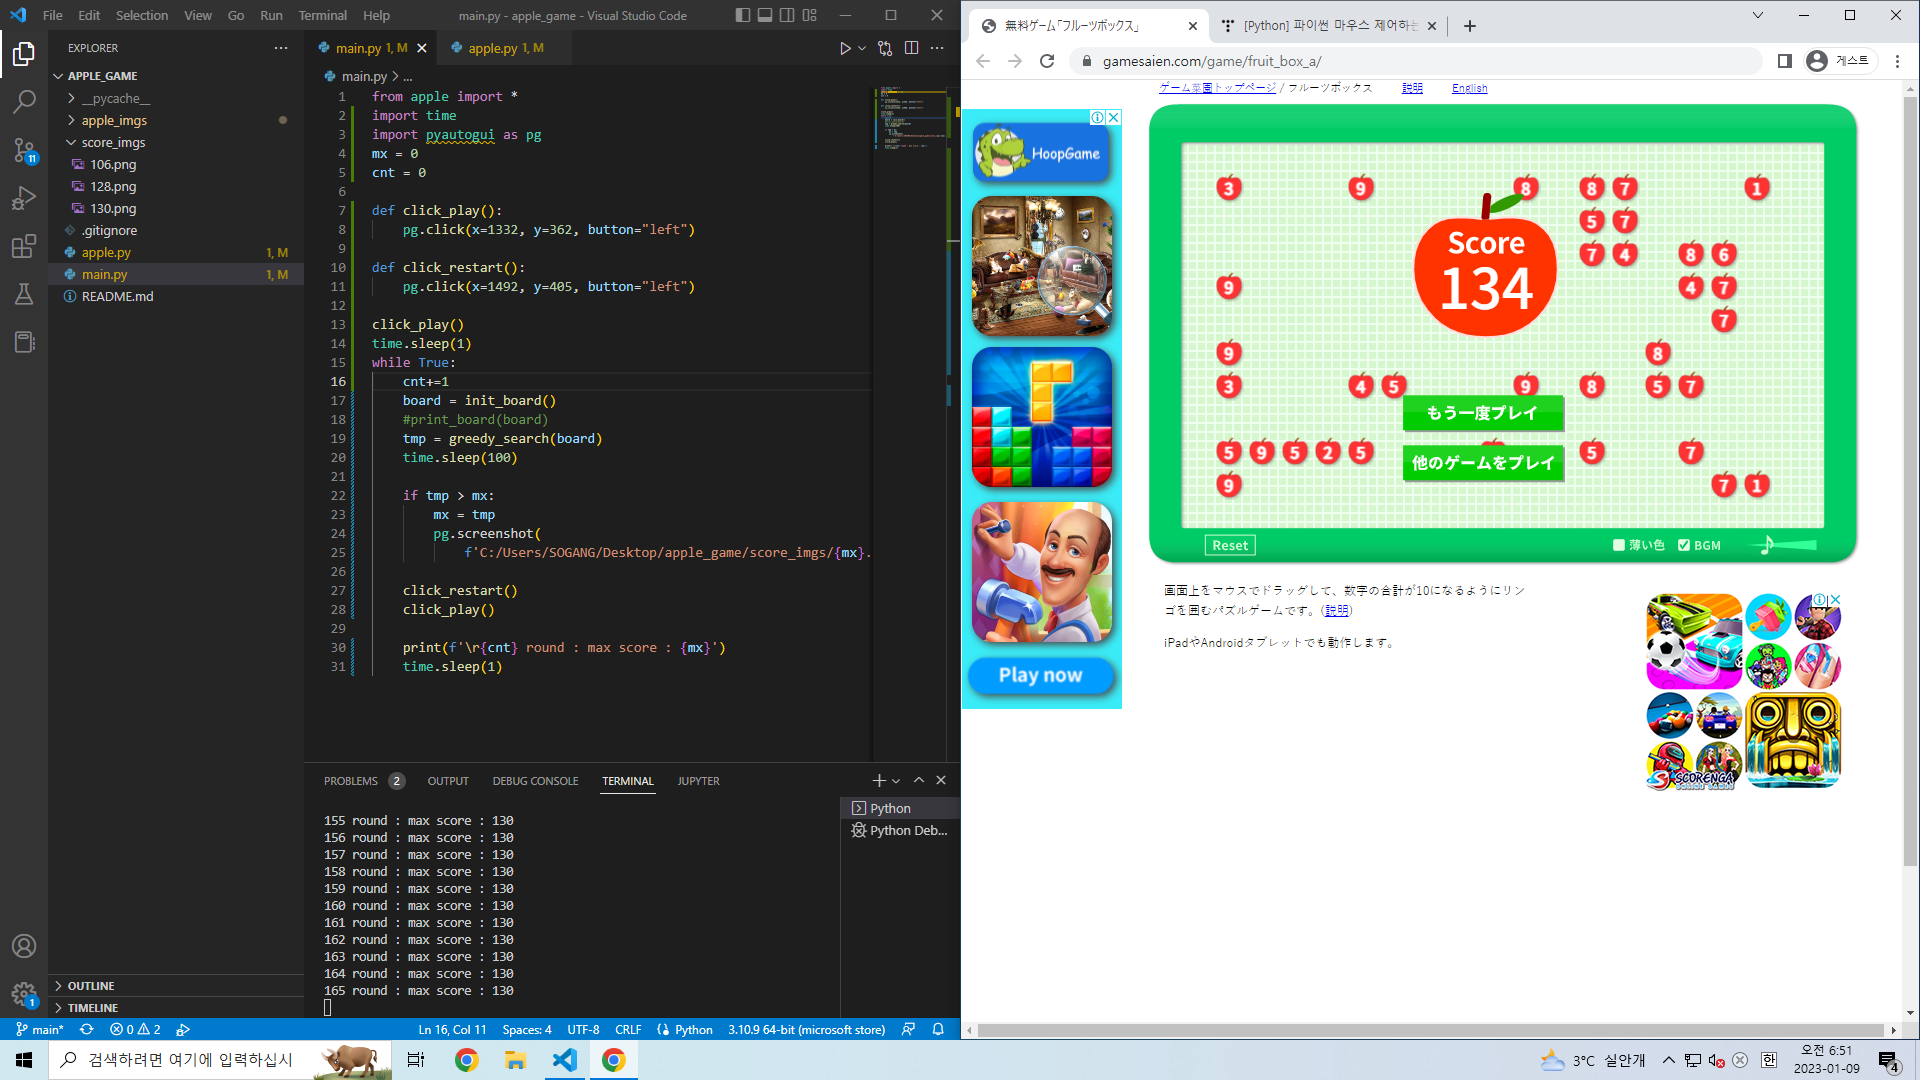 File Edit Selection View Go Run Terminal Help
main.py - apple_game - Visual Studio Code
EXPLORER
APPLE_GAME
__pycache__
apple_imgs
score_imgs
106.png
128.png
130.png
.gitignore
apple.py 1, M
main.py 1, M
README.md
OUTLINE
TIMELINE
11
1
main.py 1, M
apple.py 1, M
main.py > ...
1 from apple import *
2 import time
3 import pyautogui as pg
4 mx = 0
5 cnt = 0
6
7 def click_play():
8 pg.click(x=1332, y=362, button="left")
9
10 def click_restart():
11 pg.click(x=1492, y=405, button="left")
12
13 click_play()
14 time.sleep(1)
15 while True:
16 cnt+=1
17 board = init_board()
18 #print_board(board)
19 tmp = greedy_search(board)
20 time.sleep(100)
21
22 if tmp > mx:
23 mx = tmp
24 pg.screenshot(
25 f'C:/Users/SOGANG/Desktop/apple_game/score_imgs/{mx}.
26
27 click_restart()
28 click_play()
29
30 print(f'\r{cnt} round : max score : {mx}')
31 time.sleep(1)
PROBLEMS 2 OUTPUT DEBUG CONSOLE TERMINAL JUPYTER
Python
Python Deb...
155 round : max score : 130
156 round : max score : 130
157 round : max score : 130
158 round : max score : 130
159 round : max score : 130
160 round : max score : 130
161 round : max score : 130
162 round : max score : 130
163 round : max score : 130
164 round : max score : 130
165 round : max score : 130
main* 0 2 Ln 16, Col 11 Spaces: 4 UTF-8 CRLF Python 3.10.9 64-bit (microsoft store)
無料ゲーム「フルーツボックス」
[Python] 파이썬 마우스 제어하는
gamesaien.com/game/fruit_box_a/
게스트
ゲーム菜園トップページ / フルーツボックス 説明 English
HoopGame
Play now
3 9 8 8 7 1
5 7
7 4 8 6
9 4 7
7
9 8
3 4 5 9 8 5 7
5 9 5 2 5 5 7
9 7 1
Score
134
もう一度プレイ
他のゲームをプレイ
Reset
薄い色
BGM
画面上をマウスでドラッグして、数字の合計が10になるようにリン
ゴを囲むパズルゲームです。（説明）
iPadやAndroidタブレットでも動作します。
SCORENGA
검색하려면 여기에 입력하십시
3°C 실안개
오전 6:51
2023-01-09
4